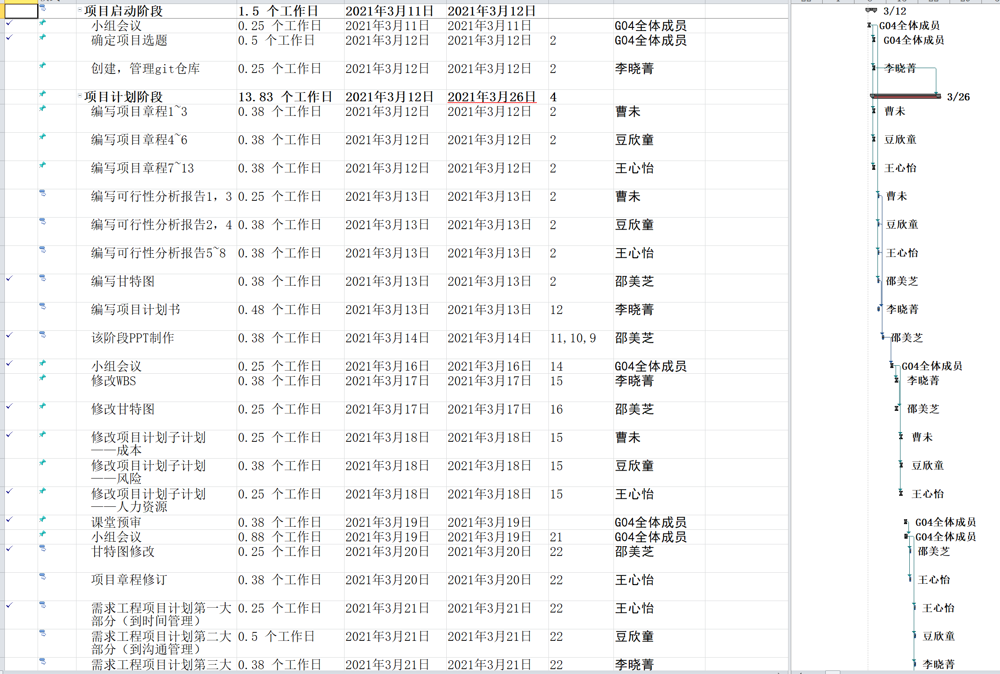 项目启动阶段 1.5 个工作日 2021年3月11日 2021年3月12日 3/12
小组会议 0.25 个工作日 2021年3月11日 2021年3月11日 G04全体成员 G04全体成员
确定项目选题 0.5 个工作日 2021年3月12日 2021年3月12日 2 G04全体成员 G04全体成员
创建，管理git仓库 0.25 个工作日 2021年3月12日 2021年3月12日 2 李晓菁 李晓菁
项目计划阶段 13.83 个工作日 2021年3月12日 2021年3月26日 4 3/26
编写项目章程1~3 0.38 个工作日 2021年3月12日 2021年3月12日 2 曹未 曹未
编写项目章程4~6 0.38 个工作日 2021年3月12日 2021年3月12日 2 豆欣童 豆欣童
编写项目章程7~13 0.38 个工作日 2021年3月12日 2021年3月12日 2 王心怡 王心怡
编写可行性分析报告1，3 0.25 个工作日 2021年3月13日 2021年3月13日 2 曹未 曹未
编写可行性分析报告2，4 0.38 个工作日 2021年3月13日 2021年3月13日 2 豆欣童 豆欣童
编写可行性分析报告5~8 0.38 个工作日 2021年3月13日 2021年3月13日 2 王心怡 王心怡
编写甘特图 0.38 个工作日 2021年3月13日 2021年3月13日 2 邵美芝 邵美芝
编写项目计划书 0.48 个工作日 2021年3月13日 2021年3月13日 12 李晓菁 李晓菁
该阶段PPT制作 0.38 个工作日 2021年3月14日 2021年3月14日 11,10,9 邵美芝 邵美芝
小组会议 0.25 个工作日 2021年3月16日 2021年3月16日 14 G04全体成员 G04全体成员
修改WBS 0.38 个工作日 2021年3月17日 2021年3月17日 15 李晓菁 李晓菁
修改甘特图 0.25 个工作日 2021年3月17日 2021年3月17日 16 邵美芝 邵美芝
修改项目计划子计划 0.25 个工作日 2021年3月18日 2021年3月18日 15 曹未 曹未
——成本
修改项目计划子计划 0.38 个工作日 2021年3月18日 2021年3月18日 15 豆欣童 豆欣童
——风险
修改项目计划子计划 0.25 个工作日 2021年3月18日 2021年3月18日 15 王心怡 王心怡
——人力资源
课堂预审 0.38 个工作日 2021年3月19日 2021年3月19日 G04全体成员 G04全体成员
小组会议 0.88 个工作日 2021年3月19日 2021年3月19日 21 G04全体成员 G04全体成员
甘特图修改 0.25 个工作日 2021年3月20日 2021年3月20日 22 邵美芝 邵美芝
项目章程修订 0.38 个工作日 2021年3月20日 2021年3月20日 22 王心怡 王心怡
需求工程项目计划第一大 0.25 个工作日 2021年3月21日 2021年3月21日 22 王心怡 王心怡
部分（到时间管理）
需求工程项目计划第二大 0.5 个工作日 2021年3月21日 2021年3月21日 22 豆欣童 豆欣童
部分（到沟通管理）
需求工程项目计划第三大 0.38 个工作日 2021年3月21日 2021年3月21日 22 李晓菁 李晓菁